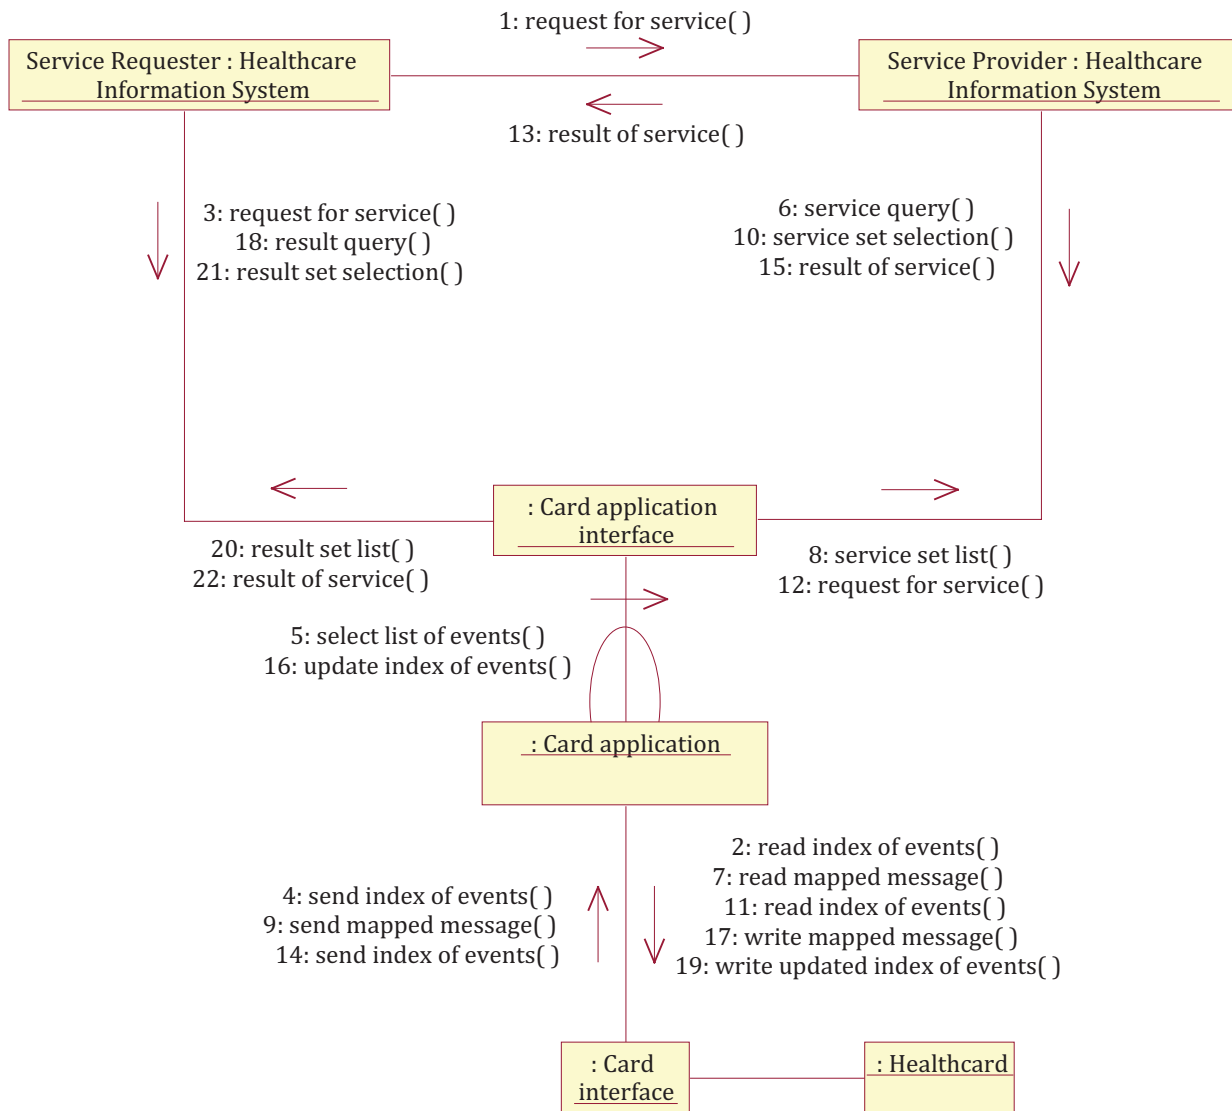 1: request for service( )
Service Requester : Healthcare
Information System
Service Provider : Healthcare
Information System
13: result of service( )
3: request for service( )
18: result query( )
21: result set selection( )
6: service query( )
10: service set selection( )
15: result of service( )
: Card application
interface
20: result set list( )
22: result of service( )
8: service set list( )
12: request for service( )
5: select list of events( )
16: update index of events( )
: Card application
2: read index of events( )
7: read mapped message( )
11: read index of events( )
17: write mapped message( )
19: write updated index of events( )
4: send index of events( )
9: send mapped message( )
14: send index of events( )
: Card
interface
: Healthcard